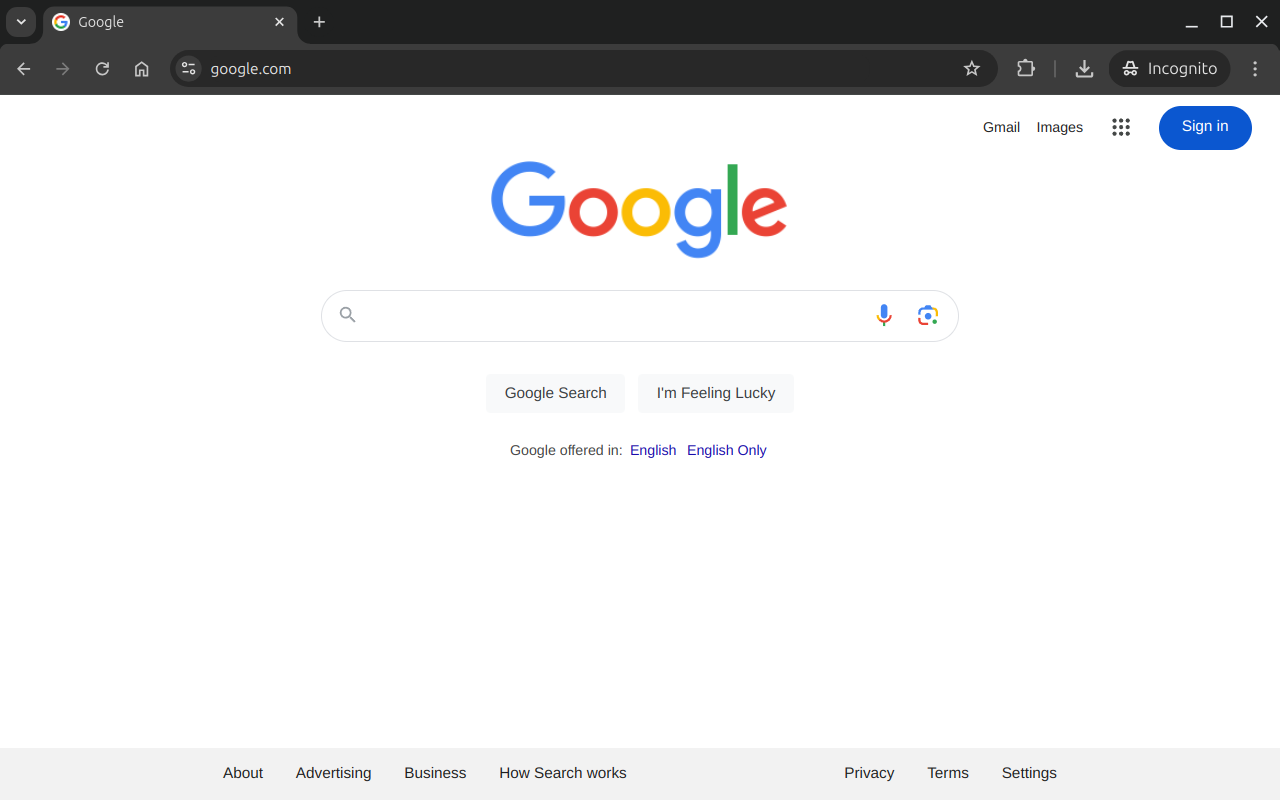 Google
google.com
Incognito
Gmail Images Sign in
Google
Google Search I'm Feeling Lucky
Google offered in: English English Only
About Advertising Business How Search works Privacy Terms Settings